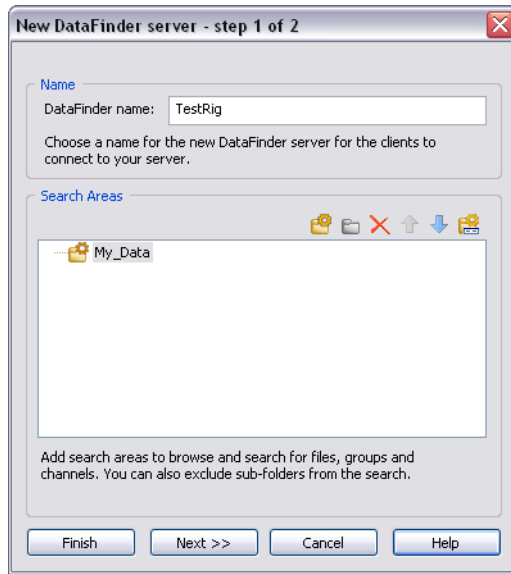 New DataFinder server - step 1 of 2
Name
DataFinder name: TestRig
Choose a name for the new DataFinder server for the clients to
connect to your server.
Search Areas
My_Data
Add search areas to browse and search for files, groups and
channels. You can also exclude sub-folders from the search.
Finish Next >> Cancel Help